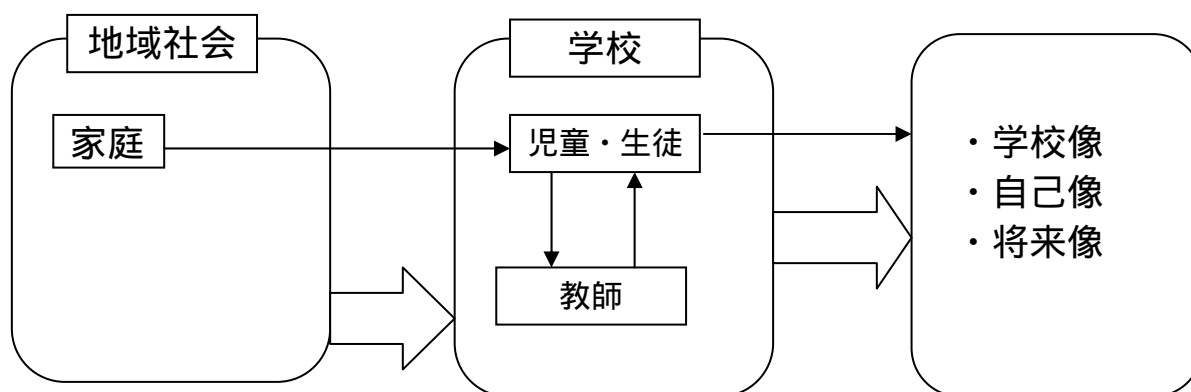 地域社会
家庭
学校
児童・生徒
教師
・学校像
・自己像
・将来像